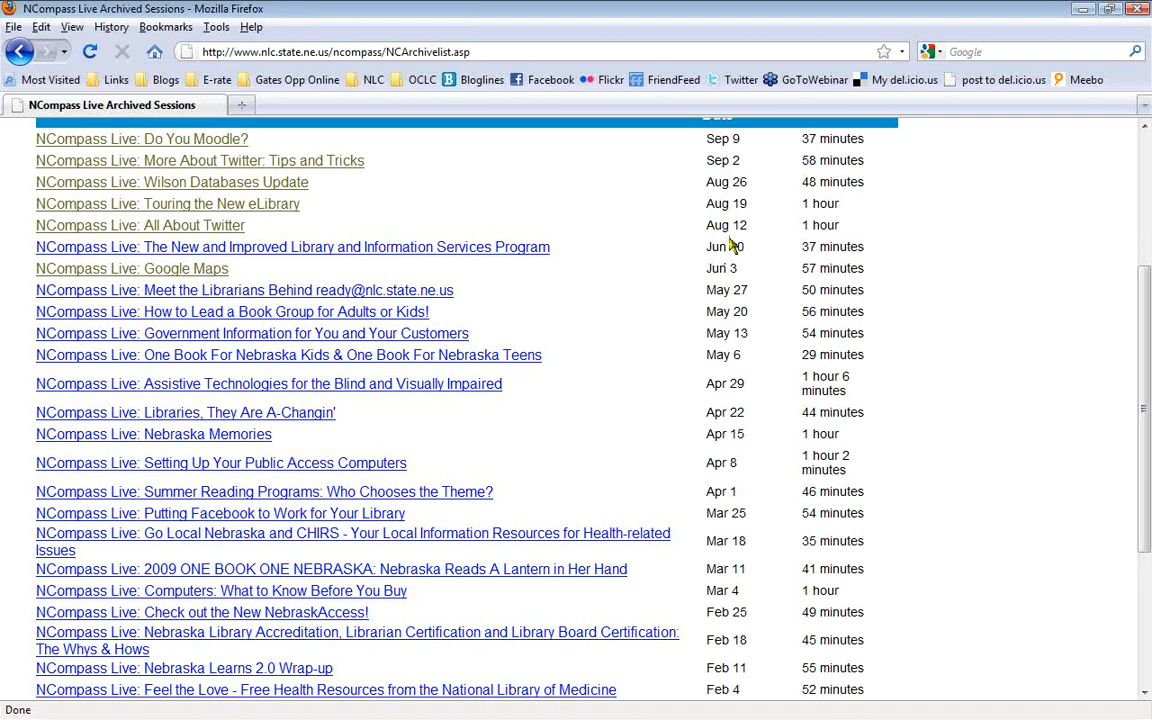 NCompass Live Archived Sessions - Mozilla Firefox
File Edit View History Bookmarks Tools Help
http://www.nlc.state.ne.us/ncompass/NCArchivelist.asp Google
Most Visited Links Blogs E-rate Gates Opp Online NLC OCLC Bloglines Facebook Flickr FriendFeed Twitter GoToWebinar My del.icio.us post to del.icio.us Meebo
NCompass Live Archived Sessions
NCompass Live: Do You Moodle? Sep 9 37 minutes
NCompass Live: More About Twitter: Tips and Tricks Sep 2 58 minutes
NCompass Live: Wilson Databases Update Aug 26 48 minutes
NCompass Live: Touring the New eLibrary Aug 19 1 hour
NCompass Live: All About Twitter Aug 12 1 hour
NCompass Live: The New and Improved Library and Information Services Program Jun 37 minutes
NCompass Live: Google Maps Jun 3 57 minutes
NCompass Live: Meet the Librarians Behind ready@nlc.state.ne.us May 27 50 minutes
NCompass Live: How to Lead a Book Group for Adults or Kids! May 20 56 minutes
NCompass Live: Government Information for You and Your Customers May 13 54 minutes
NCompass Live: One Book For Nebraska Kids & One Book For Nebraska Teens May 6 29 minutes
NCompass Live: Assistive Technologies for the Blind and Visually Impaired Apr 29 1 hour 6
minutes
NCompass Live: Libraries, They Are A-Changin' Apr 22 44 minutes
NCompass Live: Nebraska Memories Apr 15 1 hour
NCompass Live: Setting Up Your Public Access Computers Apr 8 1 hour 2
minutes
NCompass Live: Summer Reading Programs: Who Chooses the Theme? Apr 1 46 minutes
NCompass Live: Putting Facebook to Work for Your Library Mar 25 54 minutes
NCompass Live: Go Local Nebraska and CHIRS - Your Local Information Resources for Health-related
Issues Mar 18 35 minutes
NCompass Live: 2009 ONE BOOK ONE NEBRASKA: Nebraska Reads A Lantern in Her Hand Mar 11 41 minutes
NCompass Live: Computers: What to Know Before You Buy Mar 4 1 hour
NCompass Live: Check out the New NebraskAccess! Feb 25 49 minutes
NCompass Live: Nebraska Library Accreditation, Librarian Certification and Library Board Certification:
The Whys & Hows Feb 18 45 minutes
NCompass Live: Nebraska Learns 2.0 Wrap-up Feb 11 55 minutes
NCompass Live: Feel the Love - Free Health Resources from the National Library of Medicine Feb 4 52 minutes
Done